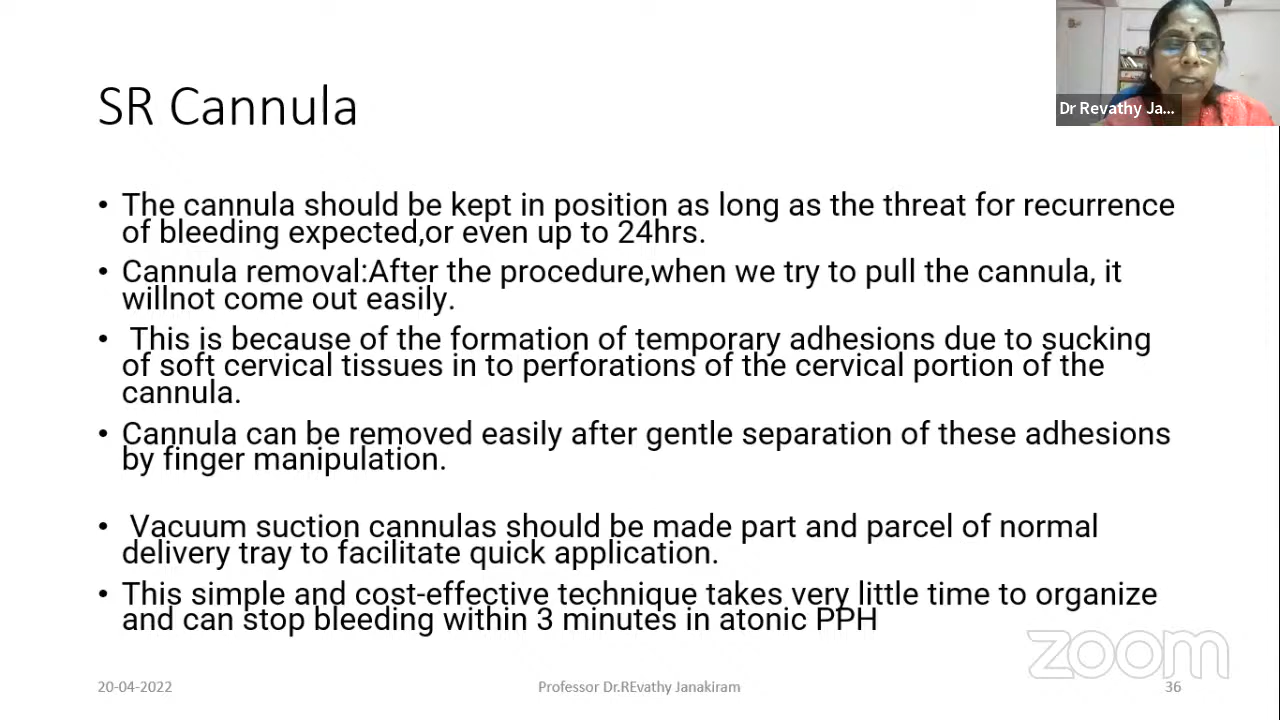 Dr Revathy Ja...
SR Cannula
• The cannula should be kept in position as long as the threat for recurrence
of bleeding expected,or even up to 24hrs.
• Cannula removal:After the procedure,when we try to pull the cannula, it
willnot come out easily.
• This is because of the formation of temporary adhesions due to sucking
of soft cervical tissues in to perforations of the cervical portion of the
cannula.
• Cannula can be removed easily after gentle separation of these adhesions
by finger manipulation.
• Vacuum suction cannulas should be made part and parcel of normal
delivery tray to facilitate quick application.
• This simple and cost-effective technique takes very little time to organize
and can stop bleeding within 3 minutes in atonic PPH
zoom
20-04-2022
Professor Dr.REvathy Janakiram
36